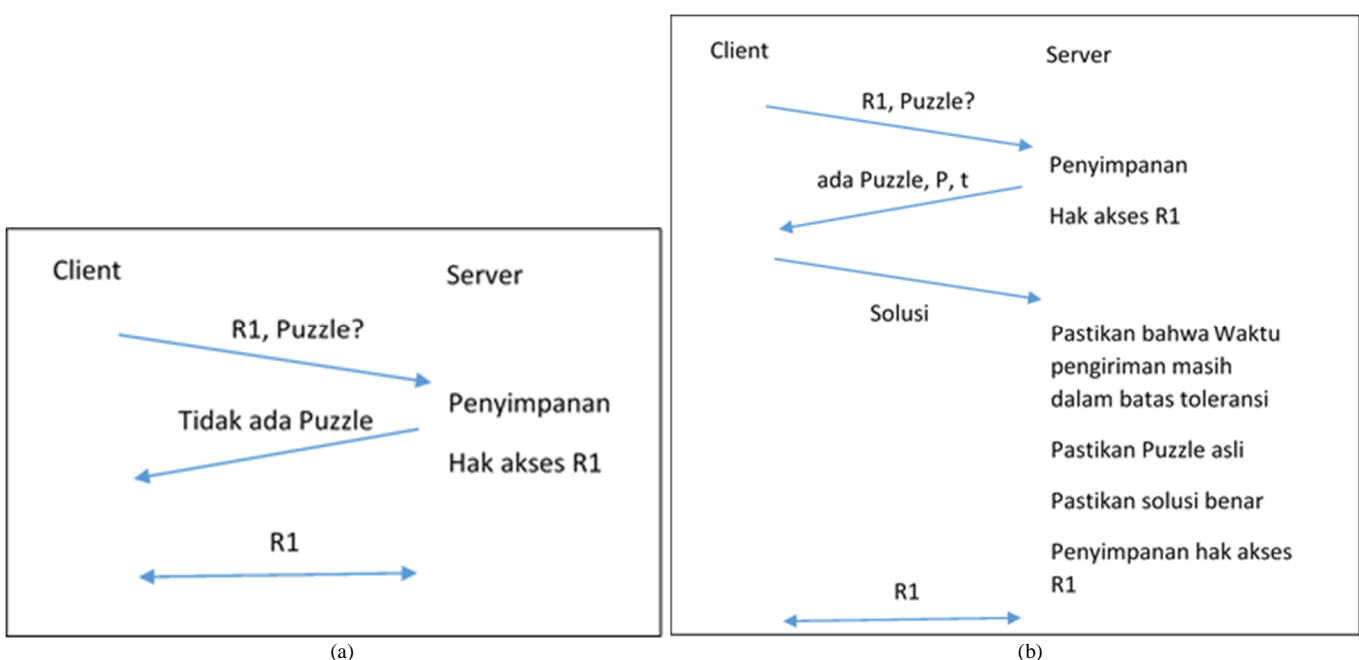 Client
Server
R1, Puzzle?
Penyimpanan
Tidak ada Puzzle
Hak akses R1
R1
(a)
Client
Server
R1, Puzzle?
Penyimpanan
ada Puzzle, P, t
Hak akses R1
Solusi
Pastikan bahwa Waktu
pengiriman masih
dalam batas toleransi
Pastikan Puzzle asli
Pastikan solusi benar
Penyimpanan hak akses
R1
R1
(b)